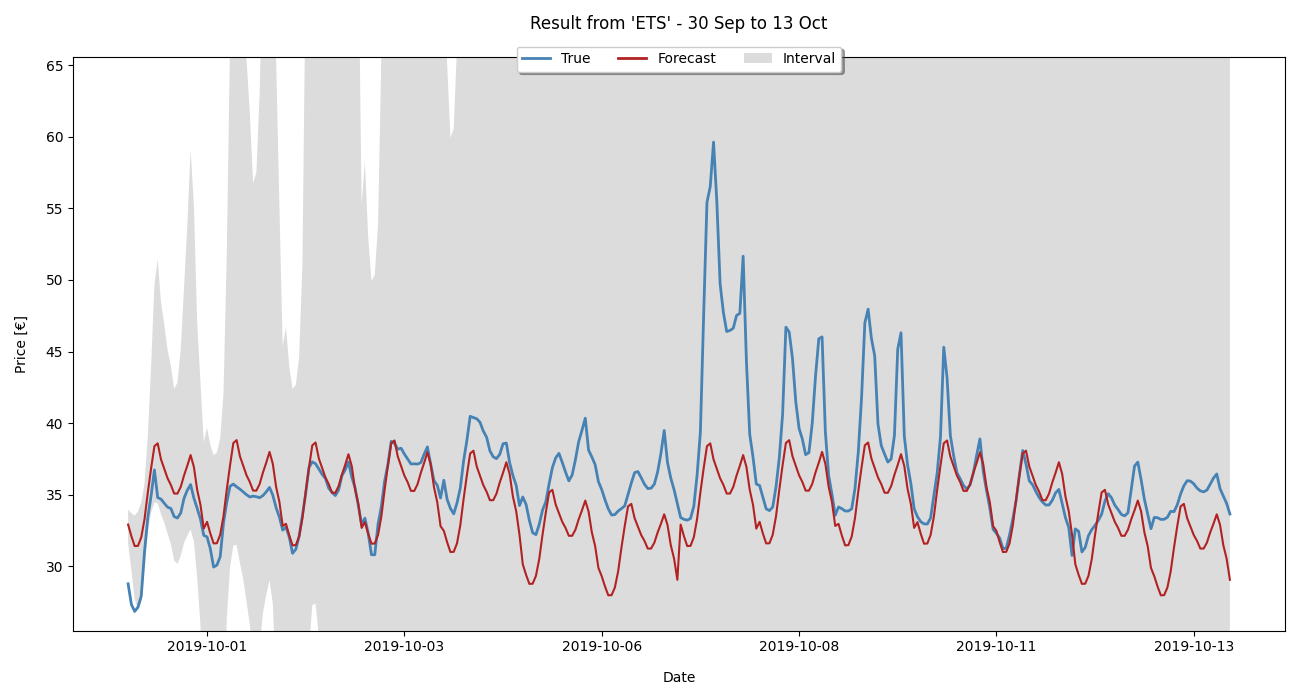 Result from 'ETS' - 30 Sep to 13 Oct
True Forecast Interval
65
60
55
50
45
40
35
30
Price [€]
2019-10-01 2019-10-03 2019-10-06 2019-10-08 2019-10-11 2019-10-13
Date